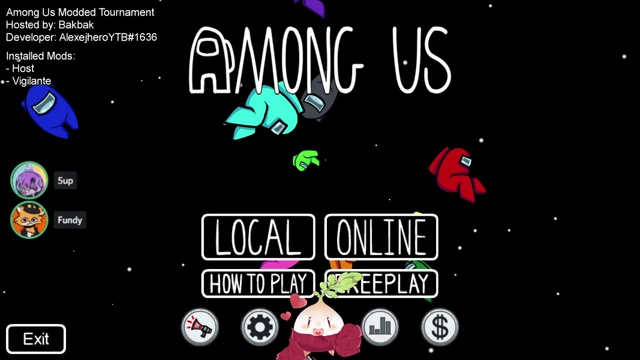 Among Us Modded Tournament
Hosted by: Bakbak
Developer: AlexejheroYTB#1636
Installed Mods:
- Host
- Vigilante
AMONG US
5up
Fundy
LOCAL
ONLINE
HOW TO PLAY
FREEPLAY
$
Exit